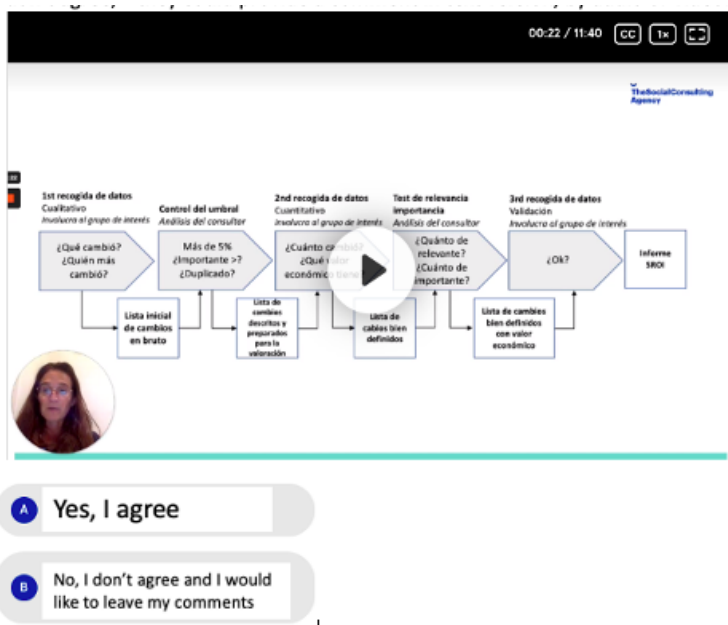 00:22 / 11:40 CC 1x
TheSocialConsulting
Agency
1st recogida de datos
Cualitativo
Involucra al grupo de interés
Control del umbral
Análisis del consultor
2nd recogida de datos
Cuantitativo
Involucra al grupo de interés
Test de relevancia
importancia
Análisis del consultor
3rd recogida de datos
Validación
Involucra al grupo de interés
¿Qué cambió?
¿Quién más
cambió?
Más de 5%
¿Importante >?
¿Duplicado?
¿Cuánto cambió?
¿Qué valor
económico tiene?
¿Quánto de
relevante?
¿Cuánto de
importante?
¿Ok?
Informe
SROI
Lista inicial
de cambios
en bruto
Lista de
cambios
descritos y
preparados
para la
valoración
Lista de
cabios bien
definidos
Lista de cambios
bien definidos
con valor
económico
A Yes, I agree
B No, I don't agree and I would
like to leave my comments